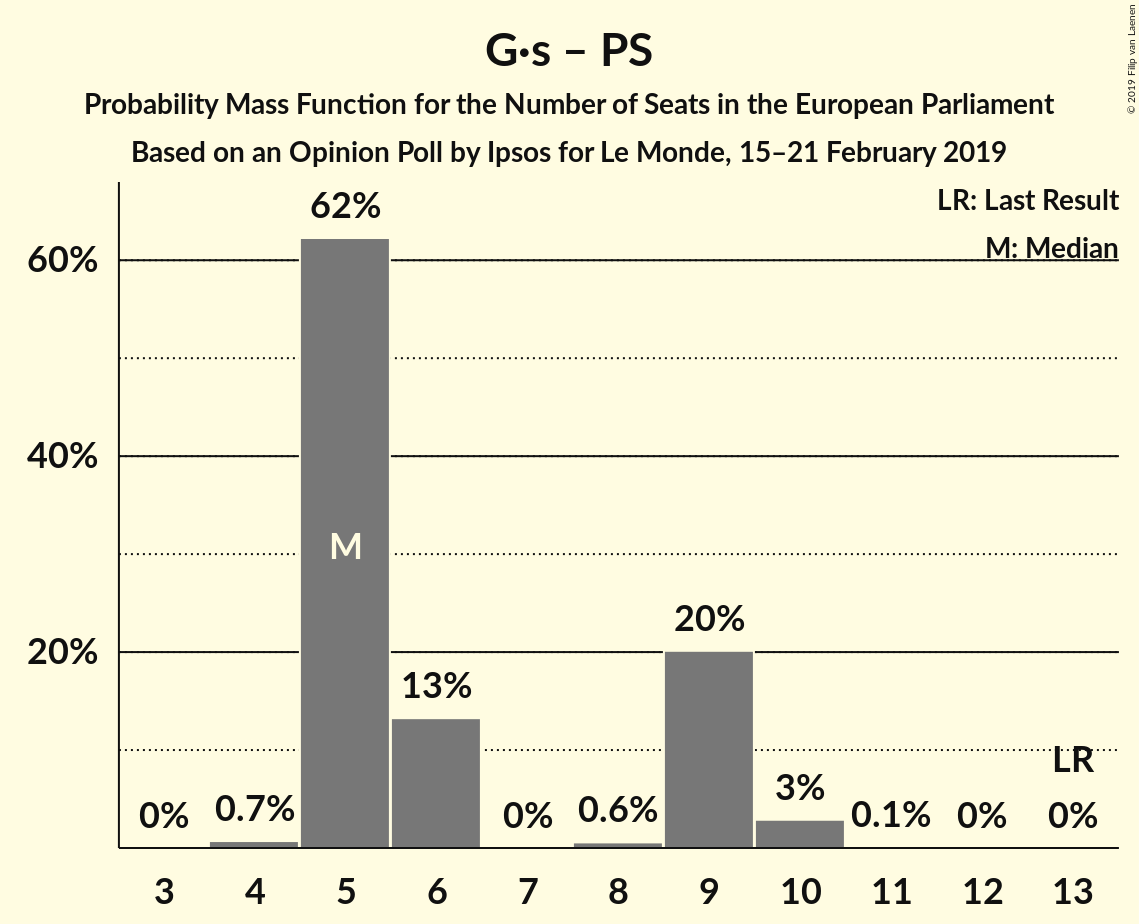 G·s – PS
Probability Mass Function for the Number of Seats in the European Parliament
Based on an Opinion Poll by Ipsos for Le Monde, 15–21 February 2019
© 2019 Filip van Laenen
LR: Last Result
M: Median
60%
40%
20%
0%
0.7%
62%
M
13%
0%
0.6%
20%
3%
0.1%
0%
LR
0%
3 4 5 6 7 8 9 10 11 12 13